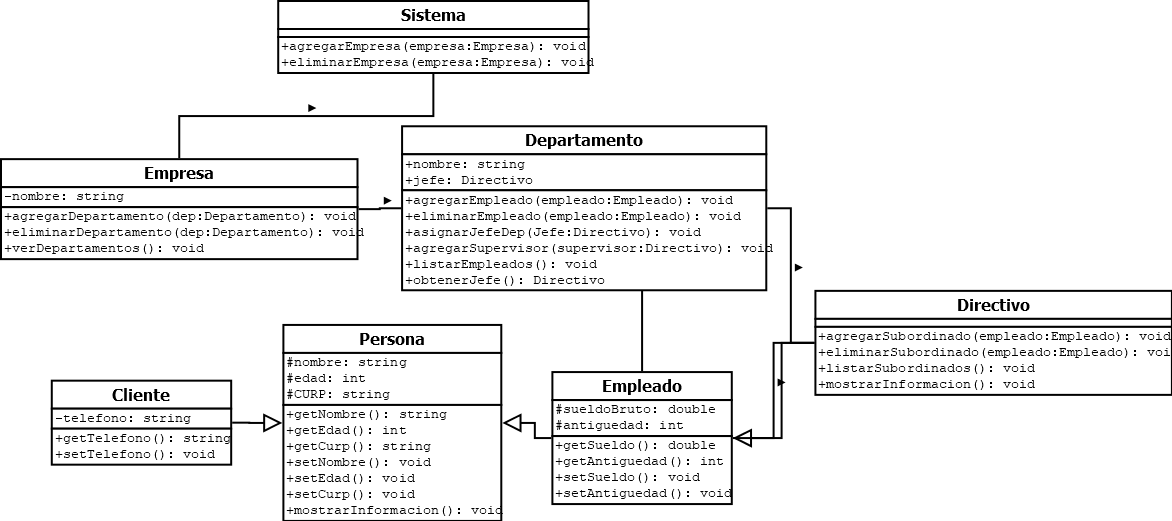 Sistema
+agregarEmpresa(empresa:Empresa): void
+eliminarEmpresa(empresa:Empresa): void
Departamento
+nombre: string
+jefe: Directivo
+agregarEmpleado(empleado:Empleado): void
+eliminarEmpleado(empleado:Empleado): void
+asignarJefeDep(Jefe:Directivo): void
+agregarSupervisor(supervisor:Directivo): void
+listarEmpleados(): void
+obtenerJefe(): Directivo
Empresa
-nombre: string
+agregarDepartamento(dep:Departamento): void
+eliminarDepartamento(dep:Departamento): void
+verDepartamentos(): void
Directivo
+agregarSubordinado(empleado:Empleado): void
+eliminarSubordinado(empleado:Empleado): voi
+listarSubordinados(): void
+mostrarInformacion(): void
Persona
#nombre: string
#edad: int
#CURP: string
+getNombre(): string
+getEdad(): int
+getCurp(): string
+setNombre(): void
+setEdad(): void
+setCurp(): void
+mostrarInformacion(): void
Cliente
-telefono: string
+getTelefono(): string
+setTelefono(): void
Empleado
#sueldoBruto: double
#antiguedad: int
+getSueldo(): double
+getAntiguedad(): int
+setSueldo(): void
+setAntiguedad(): void